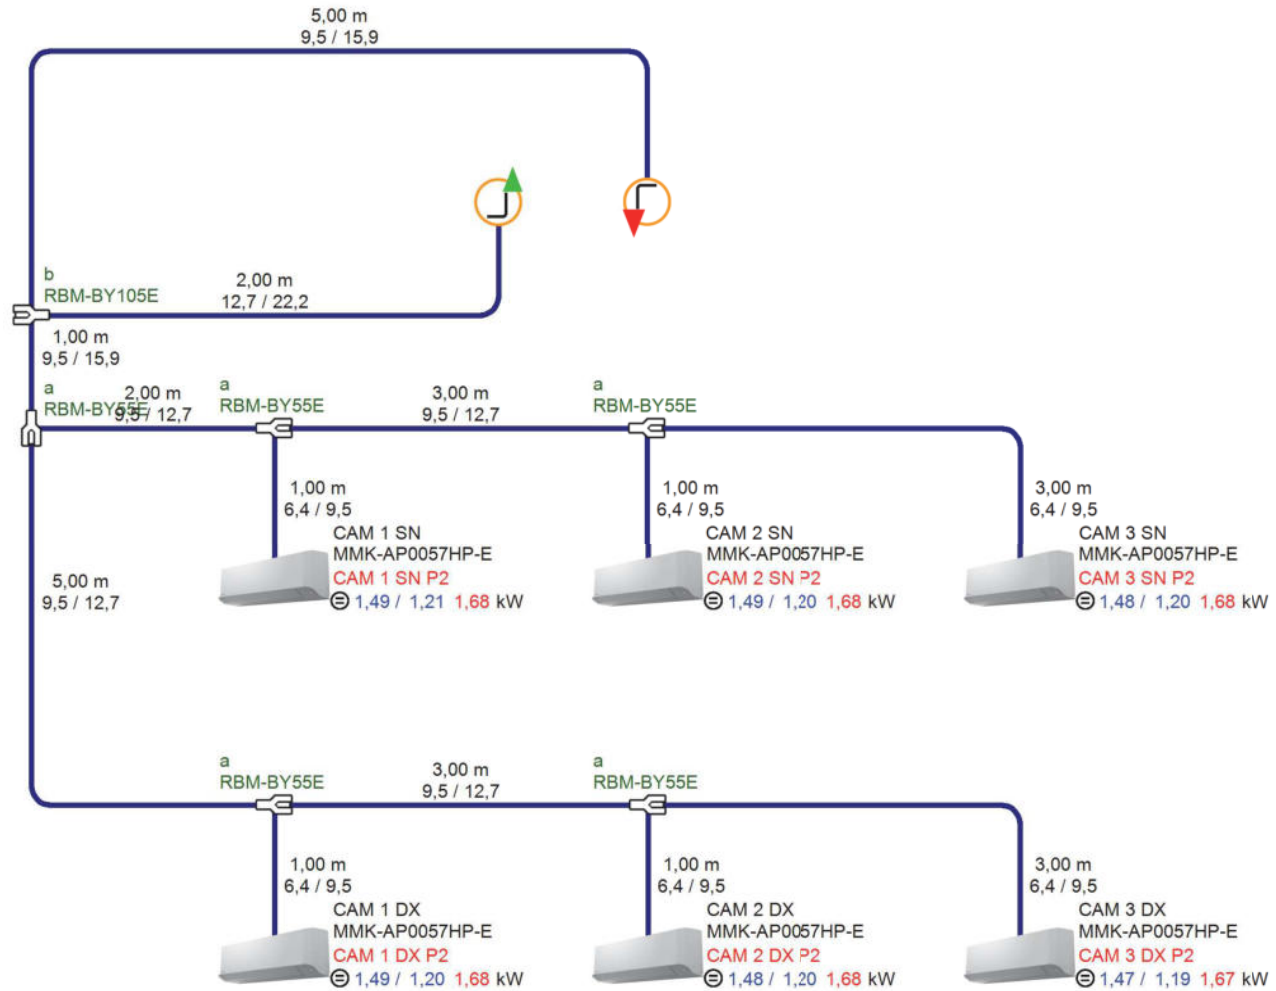 5,00 m
9,5 / 15,9
b
RBM-BY105E
2,00 m
12,7 / 22,2
1,00 m
9,5 / 15,9
a
RBM-BY55E
2,00 m
9,5 / 12,7
a
RBM-BY55E
3,00 m
9,5 / 12,7
a
RBM-BY55E
1,00 m
6,4 / 9,5
CAM 1 SN
MMK-AP0057HP-E
CAM 1 SN P2
1,49 / 1,21 1,68 kW
1,00 m
6,4 / 9,5
CAM 2 SN
MMK-AP0057HP-E
CAM 2 SN P2
1,49 / 1,20 1,68 kW
3,00 m
6,4 / 9,5
CAM 3 SN
MMK-AP0057HP-E
CAM 3 SN P2
1,48 / 1,20 1,68 kW
5,00 m
9,5 / 12,7
a
RBM-BY55E
3,00 m
9,5 / 12,7
a
RBM-BY55E
1,00 m
6,4 / 9,5
CAM 1 DX
MMK-AP0057HP-E
CAM 1 DX P2
1,49 / 1,20 1,68 kW
1,00 m
6,4 / 9,5
CAM 2 DX
MMK-AP0057HP-E
CAM 2 DX P2
1,48 / 1,20 1,68 kW
3,00 m
6,4 / 9,5
CAM 3 DX
MMK-AP0057HP-E
CAM 3 DX P2
1,47 / 1,19 1,67 kW